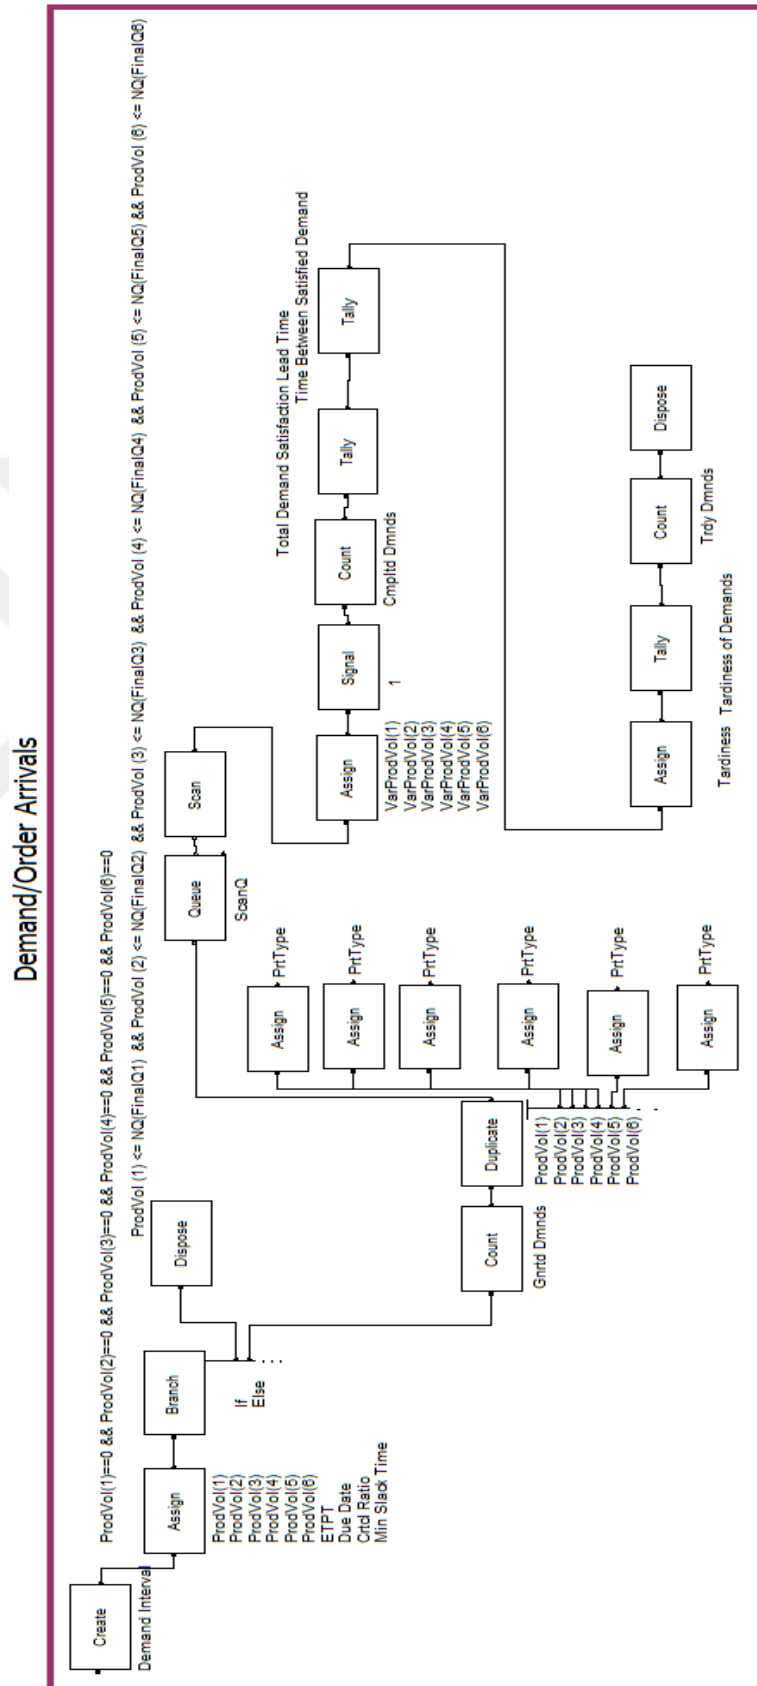 Demand/Order Arrivals
ProdVol(1)==0 && ProdVol(2)==0 && ProdVol(3)==0 && ProdVol(4)==0 && ProdVol(5)==0 && ProdVol(6)==0
ProdVol (1) <= NQ(FinalQ1) && ProdVol (2) <= NQ(FinalQ2) && ProdVol (3) <= NQ(FinalQ3) && ProdVol (4) <= NQ(FinalQ4) && ProdVol (5) <= NQ(FinalQ5) && ProdVol (6) <= NQ(FinalQ6)
Create
Demand Interval
Assign
ProdVol(1)
ProdVol(2)
ProdVol(3)
ProdVol(4)
ProdVol(5)
ProdVol(6)
ETPT
Due Date
Crtcl Ratio
Min Slack Time
Branch
If
Else
Dispose
Count
Gnrtd Dmnds
Duplicate
ProdVol(1)
ProdVol(2)
ProdVol(3)
ProdVol(4)
ProdVol(5)
ProdVol(6)
Assign
PrtType
Assign
PrtType
Assign
PrtType
Assign
PrtType
Assign
PrtType
Assign
PrtType
Queue
ScanQ
Scan
Assign
VarProdVol(1)
VarProdVol(2)
VarProdVol(3)
VarProdVol(4)
VarProdVol(5)
VarProdVol(6)
Signal
1
Count
Cmpltd Dmnds
Total Demand Satisfaction Lead Time
Tally
Time Between Satisfied Demand
Tally
Assign
Tardiness
Tally
Tardiness of Demands
Count
Trdy Dmnds
Dispose